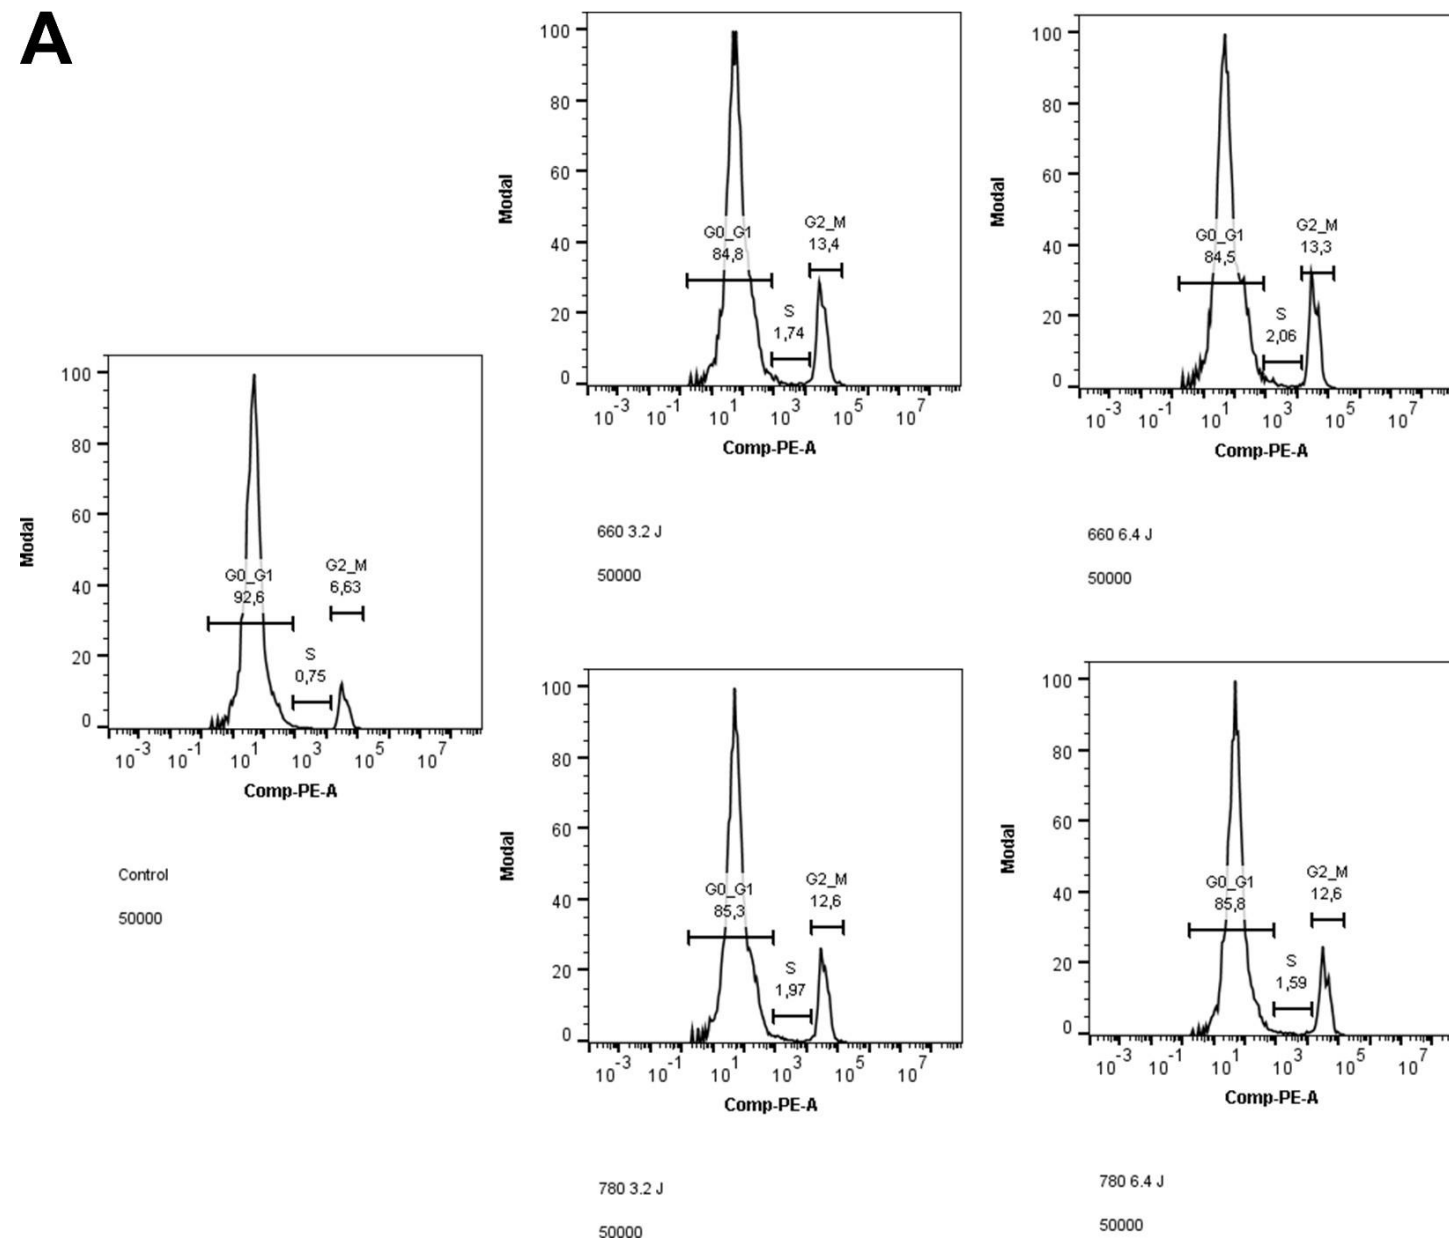 A
Modal
100
80
60
40
20
0
G0_G1
92,6
S
0,75
G2_M
6,63
10-3 10-1 101 103 105 107
Comp-PE-A
Control
50000
Modal
100
80
60
40
20
0
G0_G1
84,8
S
1,74
G2_M
13,4
10-3 10-1 101 103 105 107
Comp-PE-A
660 3.2 J
50000
Modal
100
80
60
40
20
0
G0_G1
84,5
S
2,06
G2_M
13,3
10-3 10-1 101 103 105 107
Comp-PE-A
660 6.4 J
50000
Modal
100
80
60
40
20
0
G0_G1
85,3
S
1,97
G2_M
12,6
10-3 10-1 101 103 105 107
Comp-PE-A
780 3.2 J
50000
Modal
100
80
60
40
20
0
G0_G1
85,8
S
1,59
G2_M
12,6
10-3 10-1 101 103 105 107
Comp-PE-A
780 6.4 J
50000